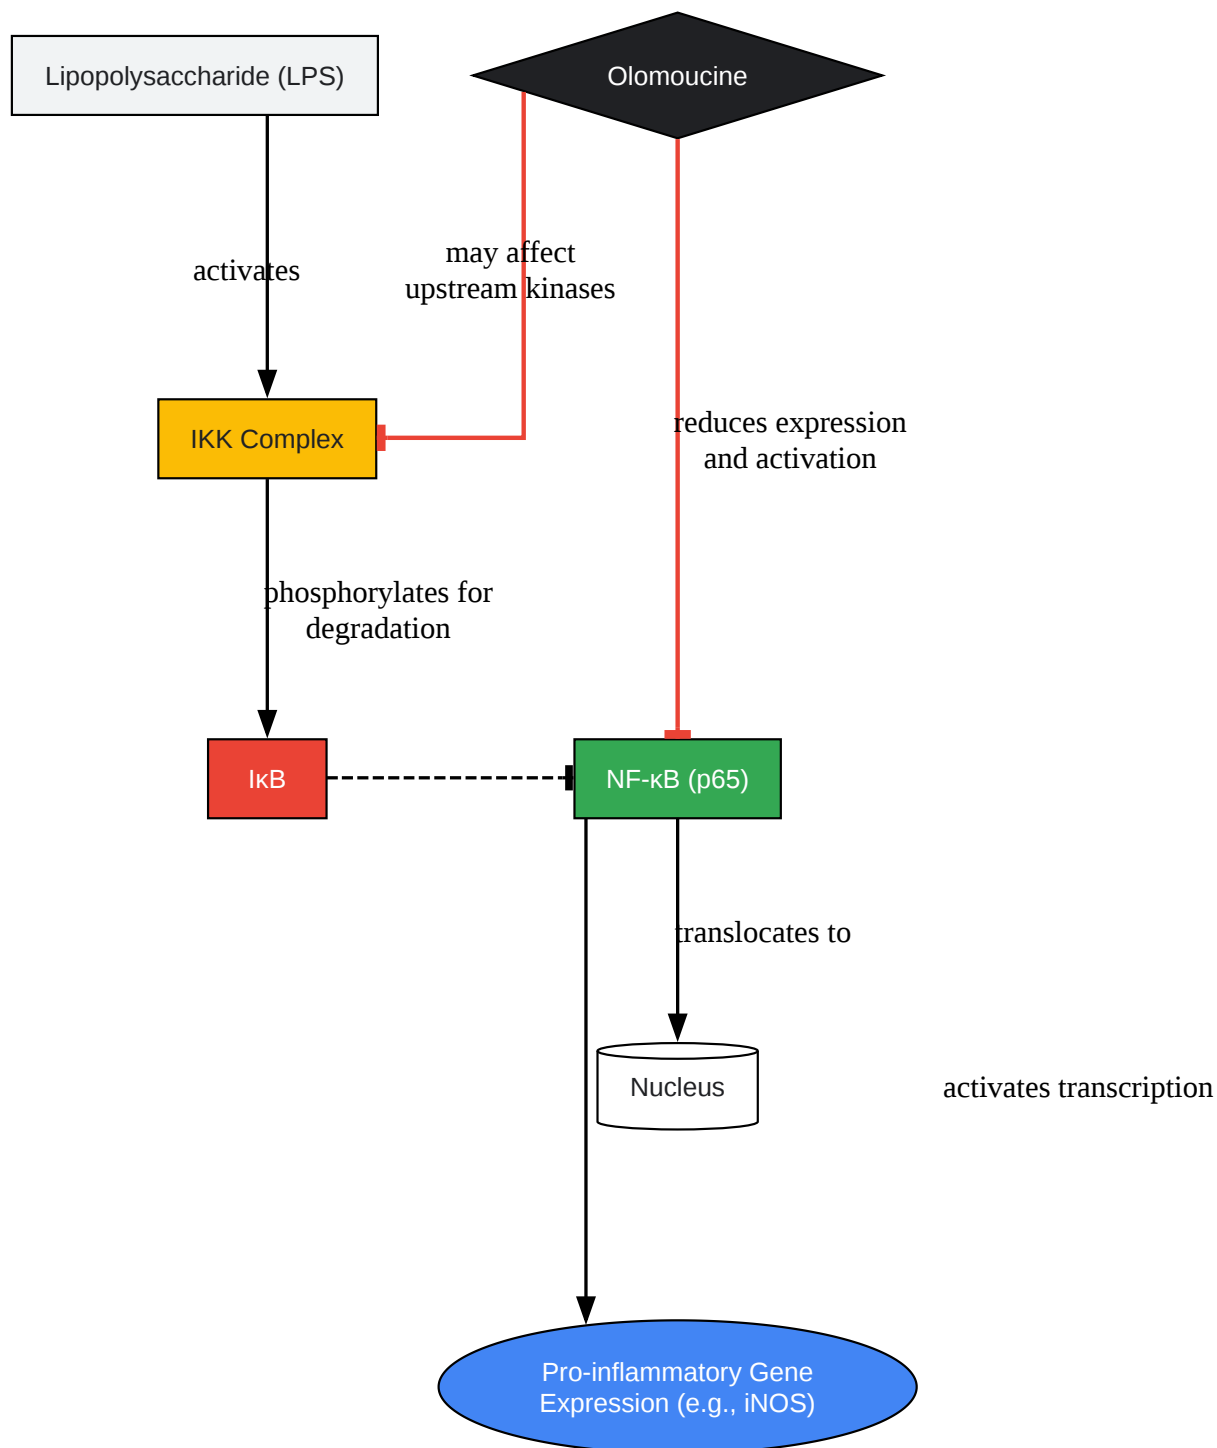 Lipopolysaccharide (LPS)
Olomoucine
activates
may affect
upstream kinases
reduces expression
and activation
IKK Complex
phosphorylates for
degradation
IκB
NF-κB (p65)
translocates to
Nucleus
activates transcription
Pro-inflammatory Gene
Expression (e.g., iNOS)